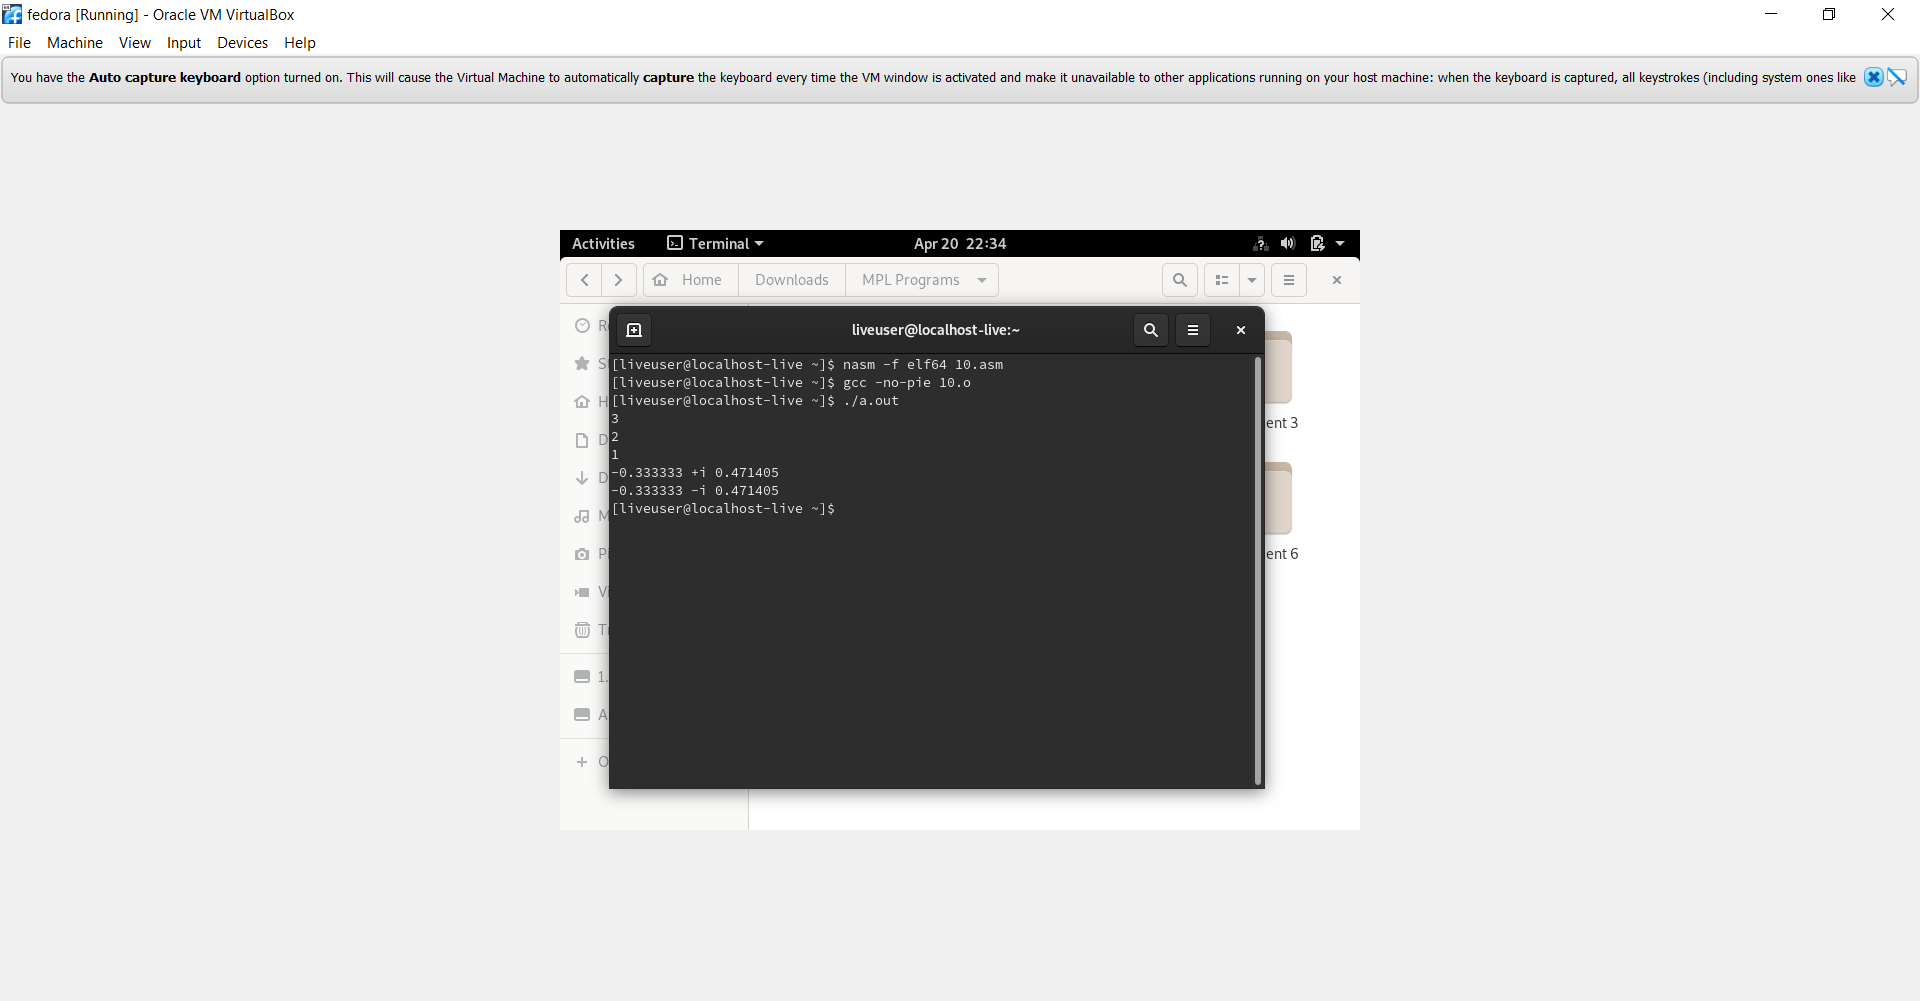 fedora [Running] - Oracle VM VirtualBox
File Machine View Input Devices Help
You have the Auto capture keyboard option turned on. This will cause the Virtual Machine to automatically capture the keyboard every time the VM window is activated and make it unavailable to other applications running on your host machine: when the keyboard is captured, all keystrokes (including system ones like
Activities Terminal Apr 20 22:34
Home Downloads MPL Programs
liveuser@localhost-live:~
[liveuser@localhost-live ~]$ nasm -f elf64 10.asm
[liveuser@localhost-live ~]$ gcc -no-pie 10.o
[liveuser@localhost-live ~]$ ./a.out
3
2
1
-0.333333 +i 0.471405
-0.333333 -i 0.471405
[liveuser@localhost-live ~]$
ent 3
ent 6